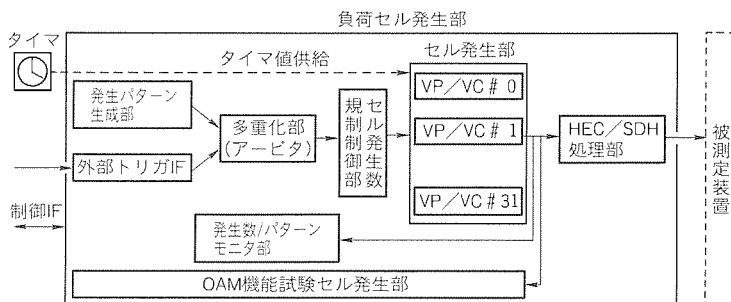 負荷セル発生部
タイマ
タイマ値供給
セル発生部
発生パターン
生成部
多重化部
(アービタ)
セル発生数
規制制御部
VP／VC＃ 0
VP／VC＃ 1
VP／VC＃31
HEC／SDH
処理部
被測定装置
外部トリガIF
制御IF
発生数/パターン
モニタ部
OAM機能試験セル発生部